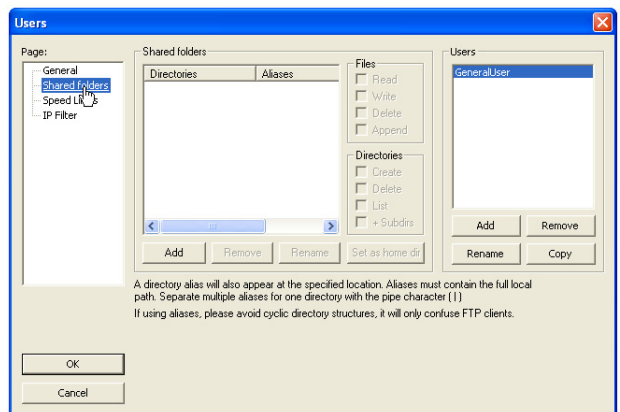 Users
Page:
General
Shared folders
Speed Limits
IP Filter
Shared folders
Directories
Aliases
Files
Read
Write
Delete
Append
Directories
Create
Delete
List
+ Subdirs
Add
Remove
Rename
Set as home dir
Users
GeneralUser
Add
Remove
Rename
Copy
A directory alias will also appear at the specified location. Aliases must contain the full local
path. Separate multiple aliases for one directory with the pipe character ( | )
If using aliases, please avoid cyclic directory structures, it will only confuse FTP clients.
OK
Cancel